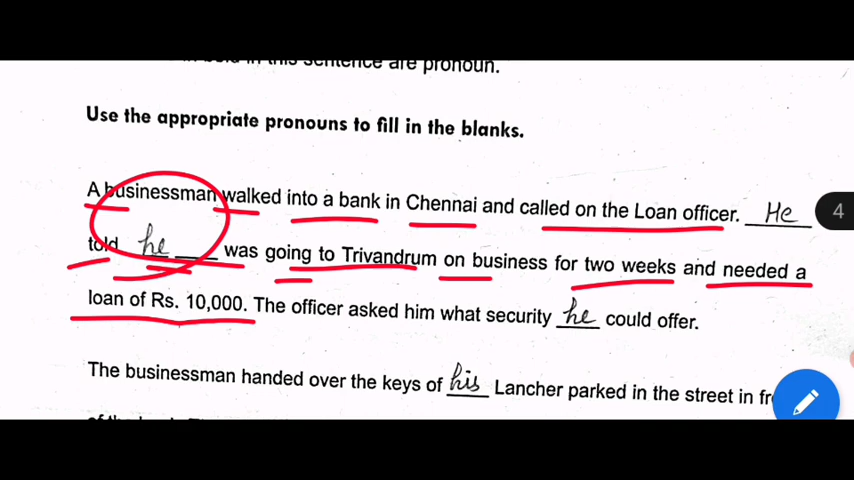 in this sentence are pronoun.
Use the appropriate pronouns to fill in the blanks.
A businessman walked into a bank in Chennai and called on the Loan officer. He
told he was going to Trivandrum on business for two weeks and needed a
loan of Rs. 10,000. The officer asked him what security he could offer.
The businessman handed over the keys of his Lancher parked in the street in
4